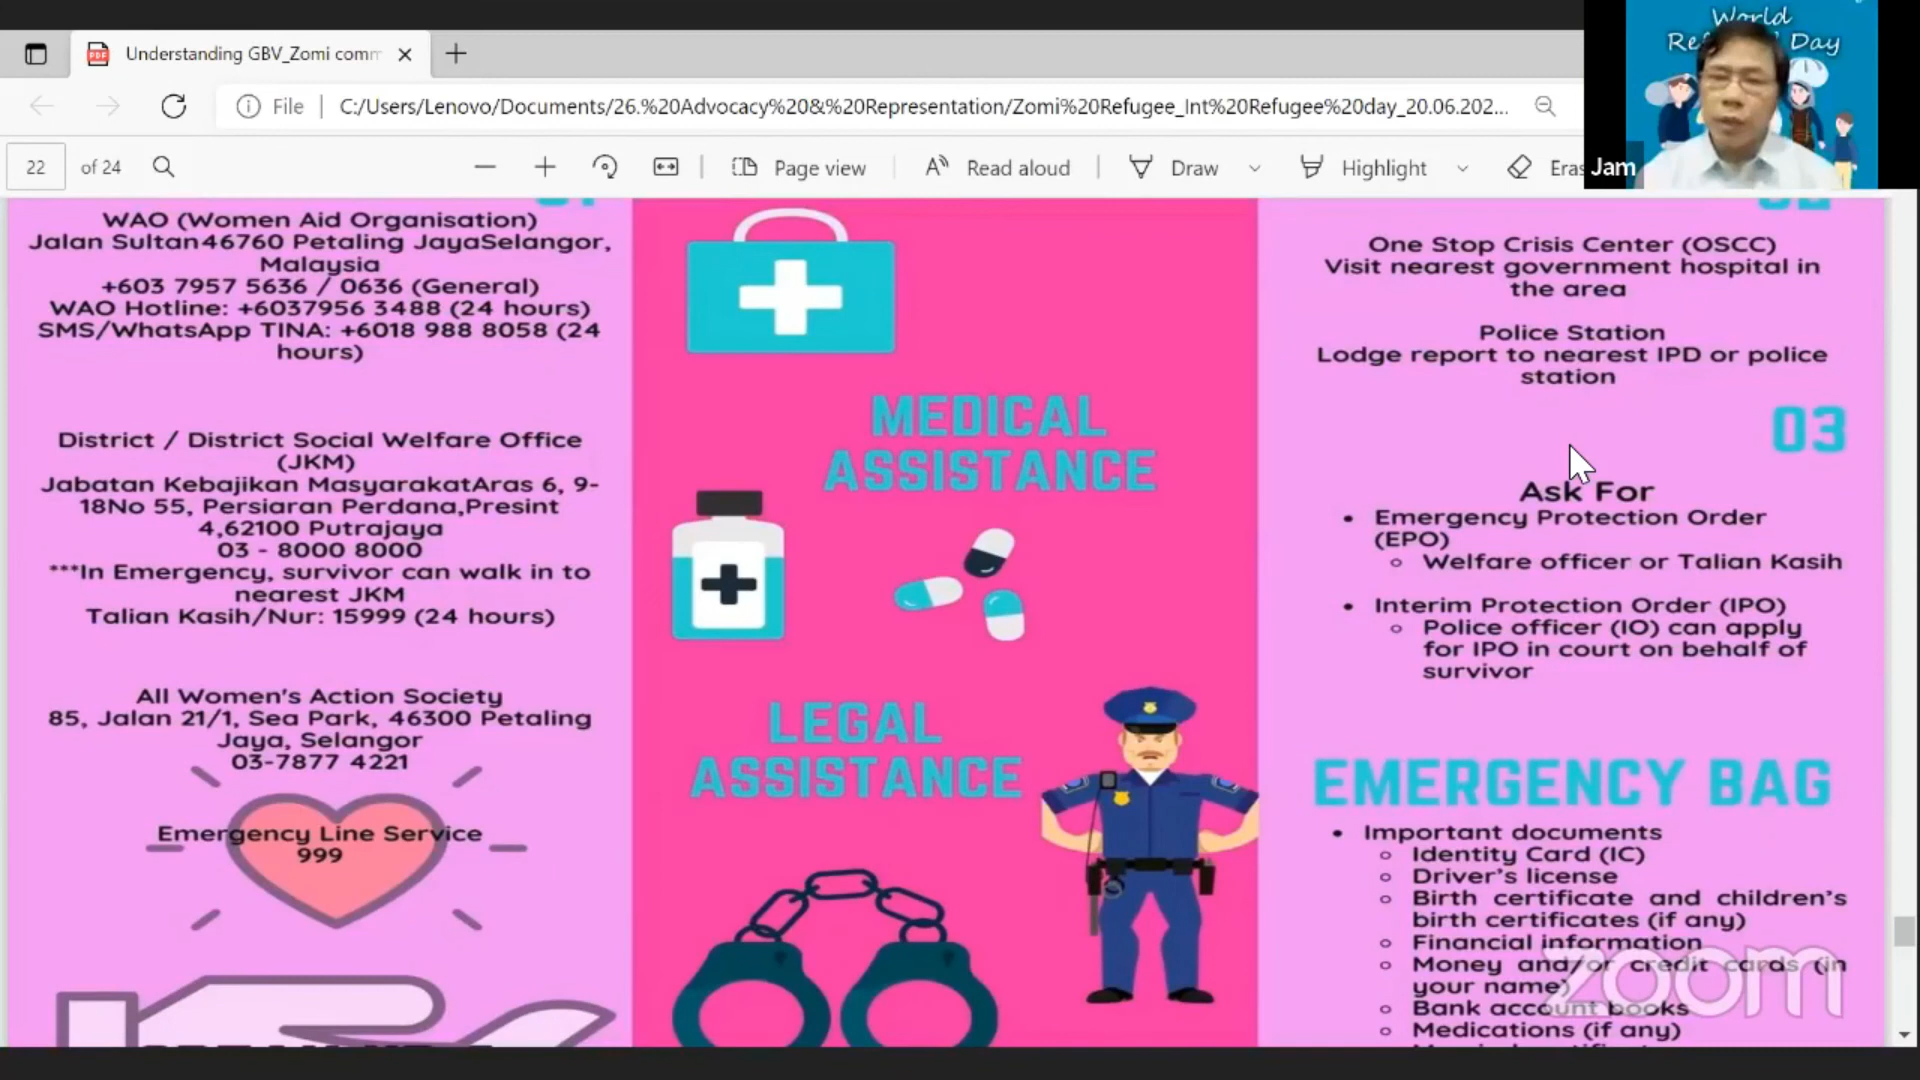 Understanding GBV_Zomi comm
File
C:/Users/Lenovo/Documents/26.%20Advocacy%20&%20Representation/Zomi%20Refugee_Int%20Refugee%20day_20.06.202...
22 of 24
Page view
Read aloud
Draw
Highlight
Eras
World
Day
Jam
WAO (Women Aid Organisation)
Jalan Sultan46760 Petaling JayaSelangor,
Malaysia
+603 7957 5636 / 0636 (General)
WAO Hotline: +6037956 3488 (24 hours)
SMS/WhatsApp TINA: +6018 988 8058 (24
hours)
District / District Social Welfare Office
(JKM)
Jabatan Kebajikan MasyarakatAras 6, 9-
18No 55, Persiaran Perdana,Presint
4,62100 Putrajaya
03 - 8000 8000
***In Emergency, survivor can walk in to
nearest JKM
Talian Kasih/Nur: 15999 (24 hours)
All Women's Action Society
85, Jalan 21/1, Sea Park, 46300 Petaling
Jaya, Selangor
03-7877 4221
Emergency Line Service
999
MEDICAL
ASSISTANCE
LEGAL
ASSISTANCE
One Stop Crisis Center (OSCC)
Visit nearest government hospital in
the area
Police Station
Lodge report to nearest IPD or police
station
03
Ask For
• Emergency Protection Order
(EPO)
○ Welfare officer or Talian Kasih
• Interim Protection Order (IPO)
○ Police officer (IO) can apply
for IPO in court on behalf of
survivor
EMERGENCY BAG
• Important documents
○ Identity Card (IC)
○ Driver's license
○ Birth certificate and children's
birth certificates (if any)
○ Financial information
○ Money and/or credit cards (in
your name)
○ Bank account books
○ Medications (if any)
zoom